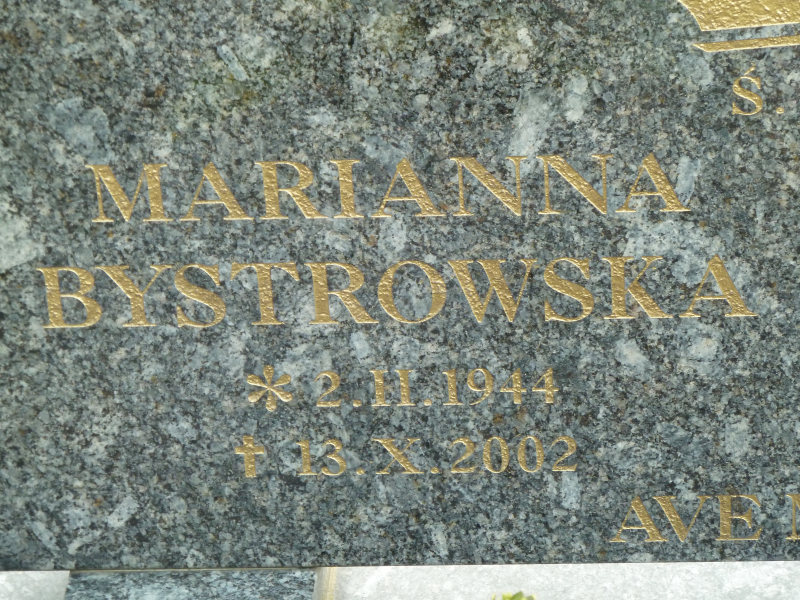 Ś.
MARIANNA
BYSTROWSKA
* 2.II.1944
† 13.X.2002
AVE